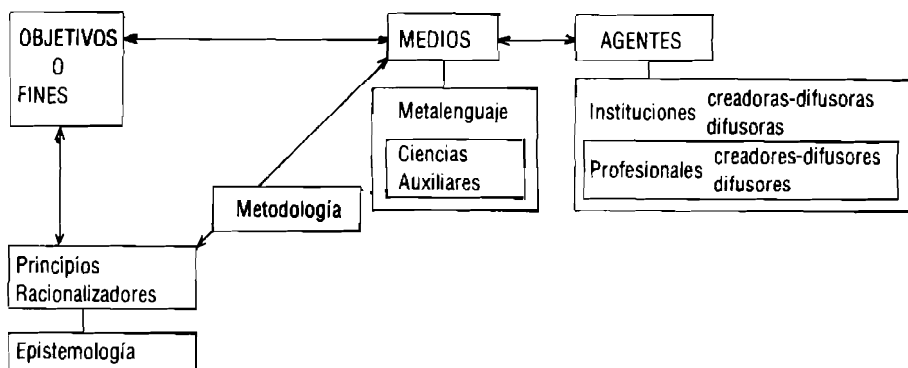 OBJETIVOS
O
FINES
MEDIOS
AGENTES
Metalenguaje
Ciencias
Auxiliares
Instituciones creadoras-difusoras
difusoras
Profesionales creadores-difusores
difusores
Metodología
Principios
Racionalizadores
Epistemología